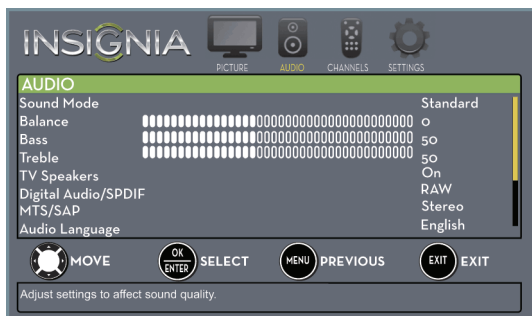 INSIGNIA
PICTURE AUDIO CHANNELS SETTINGS
AUDIO
Sound Mode Standard
Balance 0
Bass 50
Treble 50
TV Speakers On
Digital Audio/SPDIF RAW
MTS/SAP Stereo
Audio Language English
MOVE OK ENTER SELECT MENU PREVIOUS EXIT EXIT
Adjust settings to affect sound quality.